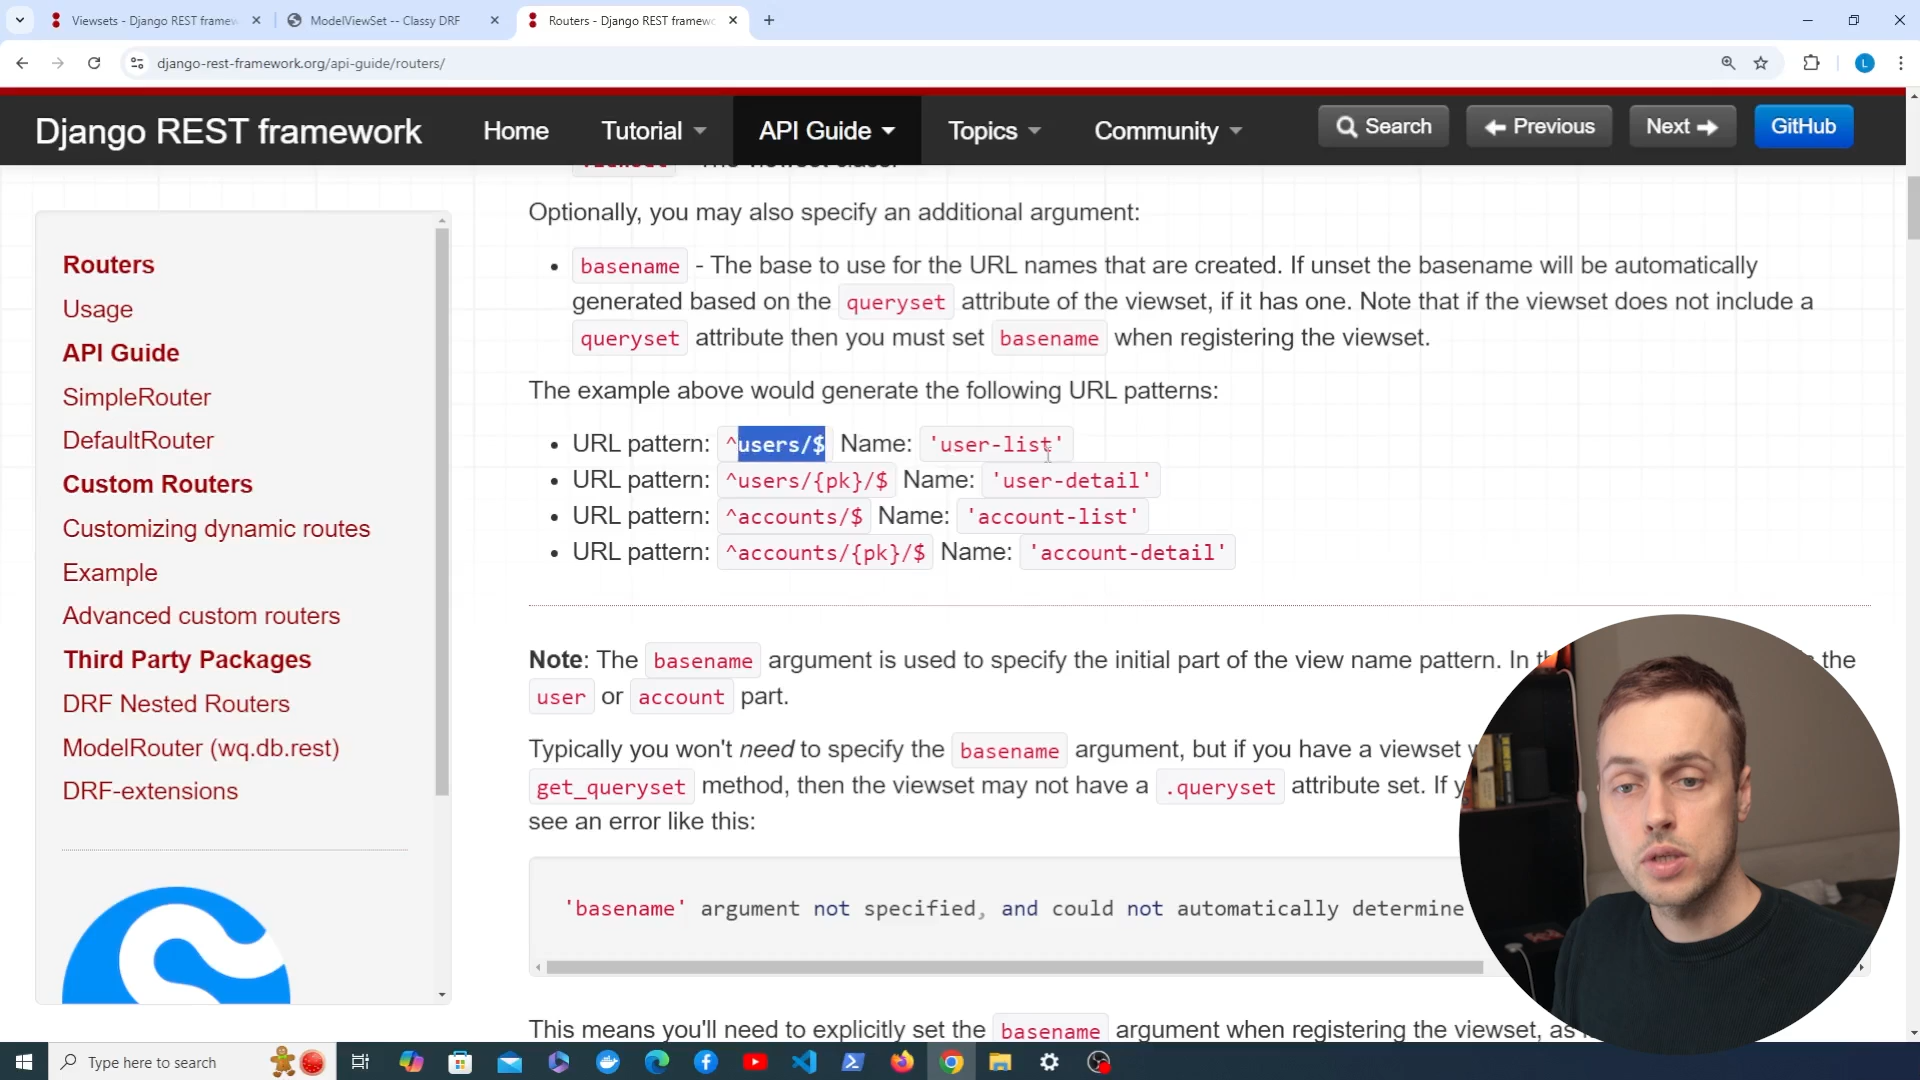 Viewsets - Django REST framew
ModelViewSet -- Classy DRF
Routers - Django REST framewo
django-rest-framework.org/api-guide/routers/
L
Django REST framework
Home
Tutorial
API Guide
Topics
Community
Search
Previous
Next
GitHub
Routers
Usage
API Guide
SimpleRouter
DefaultRouter
Custom Routers
Customizing dynamic routes
Example
Advanced custom routers
Third Party Packages
DRF Nested Routers
ModelRouter (wq.db.rest)
DRF-extensions
Optionally, you may also specify an additional argument:
basename - The base to use for the URL names that are created. If unset the basename will be automatically
generated based on the queryset attribute of the viewset, if it has one. Note that if the viewset does not include a
queryset attribute then you must set basename when registering the viewset.
The example above would generate the following URL patterns:
URL pattern: ^users/$ Name: 'user-list'
URL pattern: ^users/{pk}/$ Name: 'user-detail'
URL pattern: ^accounts/$ Name: 'account-list'
URL pattern: ^accounts/{pk}/$ Name: 'account-detail'
Note: The basename argument is used to specify the initial part of the view name pattern. In the
user or account part.
Typically you won't need to specify the basename argument, but if you have a viewset
get_queryset method, then the viewset may not have a .queryset attribute set. If
see an error like this:
'basename' argument not specified, and could not automatically determine
This means you'll need to explicitly set the basename argument when registering the viewset, as
Type here to search